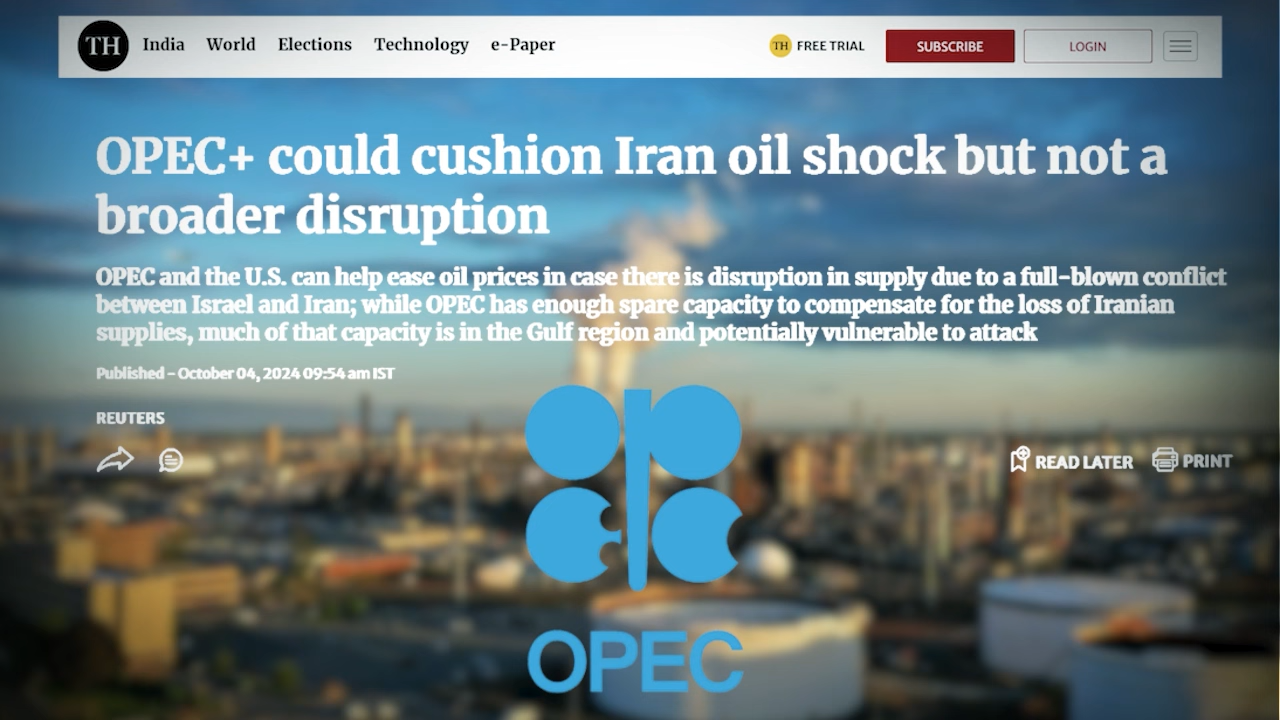 TH India World Elections Technology e-Paper TH FREE TRIAL SUBSCRIBE LOGIN
OPEC+ could cushion Iran oil shock but not a
broader disruption
OPEC and the U.S. can help ease oil prices in case there is disruption in supply due to a full-blown conflict
between Israel and Iran; while OPEC has enough spare capacity to compensate for the loss of Iranian
supplies, much of that capacity is in the Gulf region and potentially vulnerable to attack
Published - October 04, 2024 09:54 am IST
REUTERS
READ LATER PRINT
OPEC